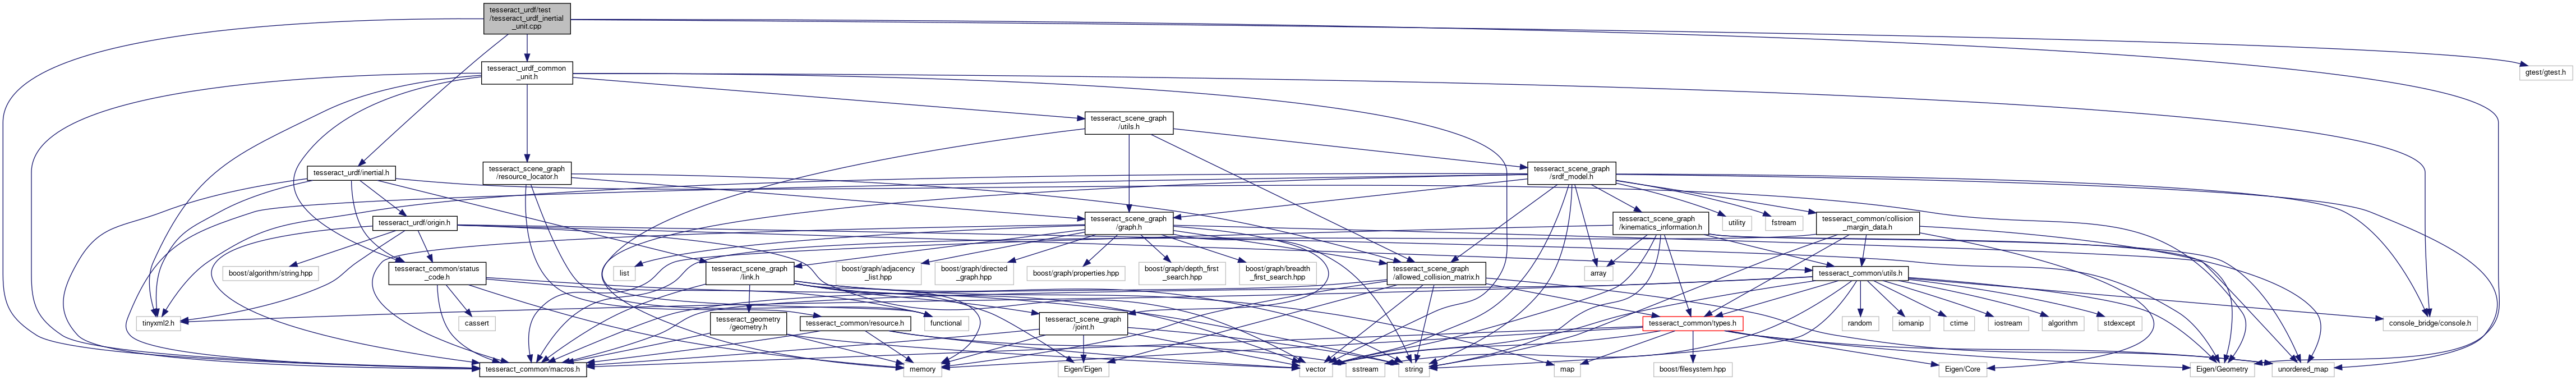 tesseract_urdf/test
/tesseract_urdf_inertial
_unit.cpp
tesseract_urdf_common
_unit.h
gtest/gtest.h
tesseract_scene_graph
/utils.h
tesseract_urdf/inertial.h
tesseract_scene_graph
/resource_locator.h
tesseract_scene_graph
/srdf_model.h
tesseract_urdf/origin.h
tesseract_scene_graph
/graph.h
tesseract_scene_graph
/kinematics_information.h
utility
fstream
tesseract_common/collision
_margin_data.h
boost/algorithm/string.hpp
tesseract_common/status
_code.h
list
tesseract_scene_graph
/link.h
boost/graph/adjacency
_list.hpp
boost/graph/directed
_graph.hpp
boost/graph/properties.hpp
boost/graph/depth_first
_search.hpp
boost/graph/breadth
_first_search.hpp
tesseract_scene_graph
/allowed_collision_matrix.h
array
tesseract_common/utils.h
tinyxml2.h
cassert
tesseract_geometry
/geometry.h
tesseract_common/resource.h
functional
tesseract_scene_graph
/joint.h
tesseract_common/types.h
random
iomanip
ctime
iostream
algorithm
stdexcept
console_bridge/console.h
tesseract_common/macros.h
memory
Eigen/Eigen
vector
sstream
string
map
boost/filesystem.hpp
Eigen/Core
Eigen/Geometry
unordered_map